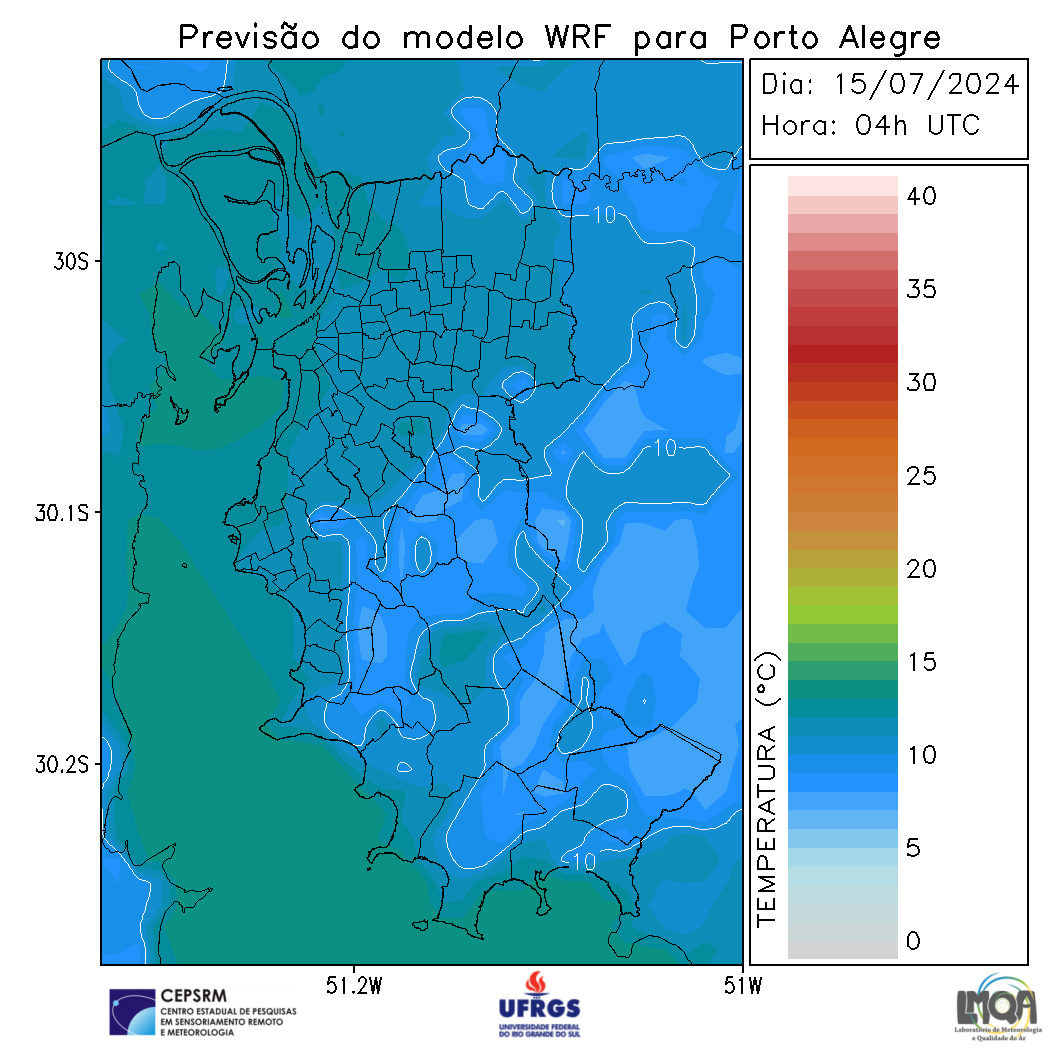 Previsão do modelo WRF para Porto Alegre
Dia: 15/07/2024
Hora: 04h UTC
30S
30.1S
30.2S
51.2W
51W
10
10
10
TEMPERATURA (°C)
40
35
30
25
20
15
10
5
0
CEPSRM
CENTRO ESTADUAL DE PESQUISAS
EM SENSORIAMENTO REMOTO
E METEOROLOGIA
UFRGS
UNIVERSIDADE FEDERAL
DO RIO GRANDE DO SUL
LMQA
Laboratório de Meteorologia
e Qualidade do Ar